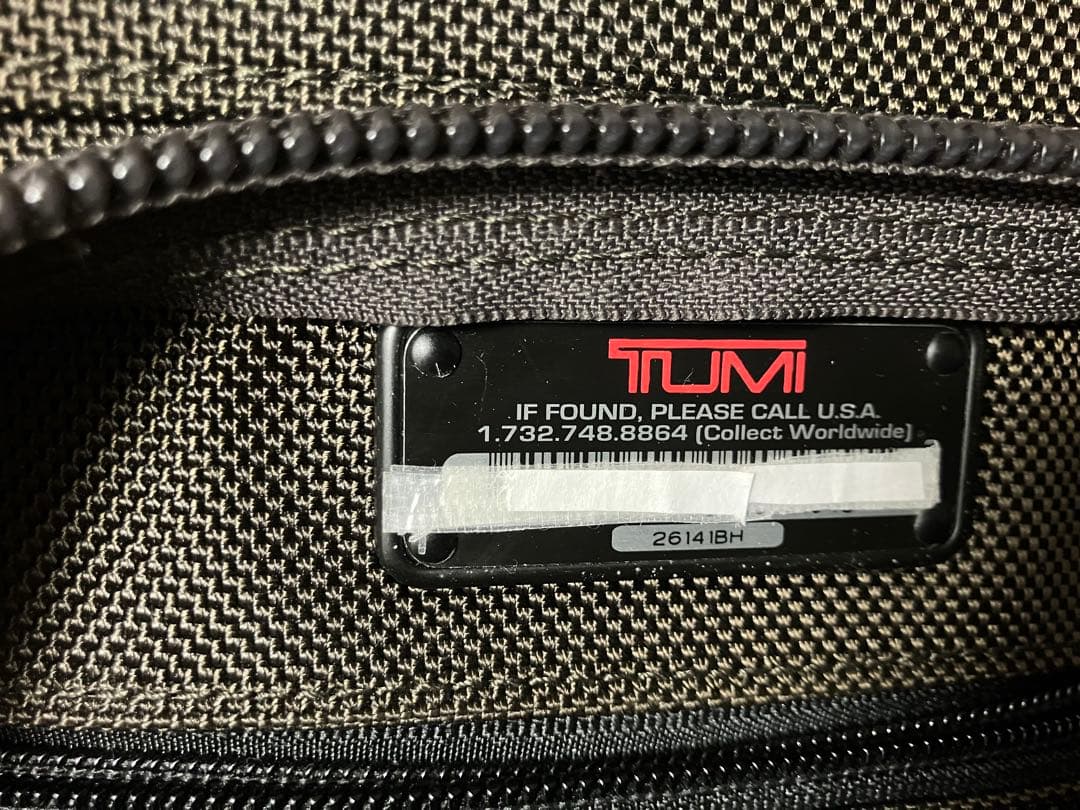 TUMI
IF FOUND, PLEASE CALL U.S.A.
1.732.748.8864 (Collect Worldwide)
26141BH